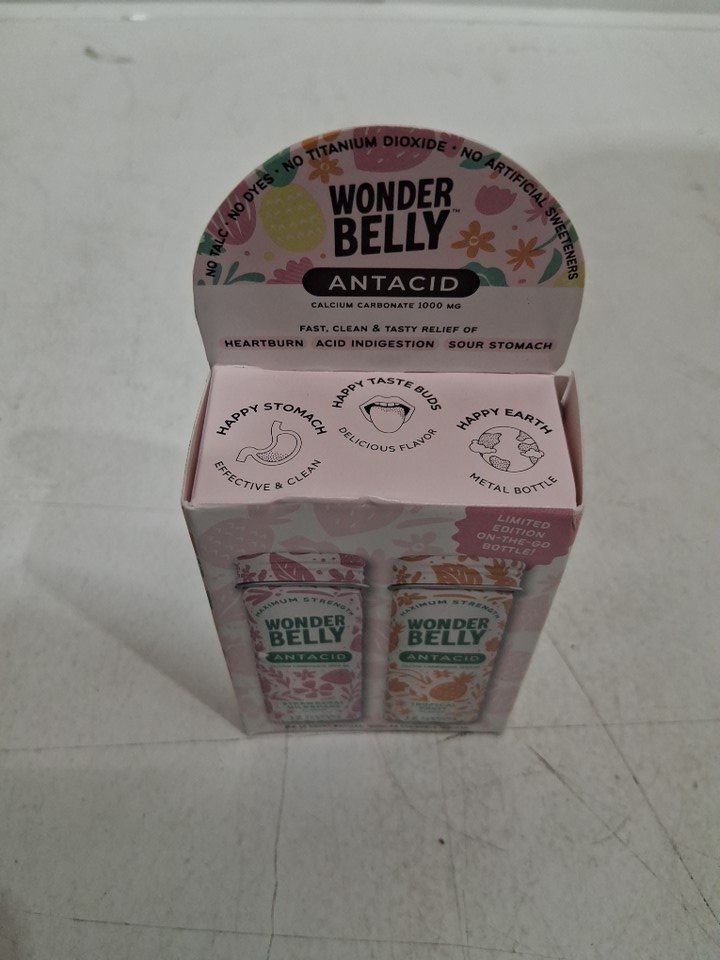 NO TALC · NO DYES · NO TITANIUM DIOXIDE · NO ARTIFICIAL SWEETENERS
WONDER
BELLY™
ANTACID
CALCIUM CARBONATE 1000 MG
FAST, CLEAN & TASTY RELIEF OF
HEARTBURN ACID INDIGESTION SOUR STOMACH
HAPPY STOMACH
EFFECTIVE & CLEAN
HAPPY TASTE BUDS
DELICIOUS FLAVOR
HAPPY EARTH
METAL BOTTLE
LIMITED
EDITION
ON-THE-GO
BOTTLE!
MAXIMUM STRENGTH
WONDER
BELLY
ANTACID
MAXIMUM STRENGTH
WONDER
BELLY
ANTACID